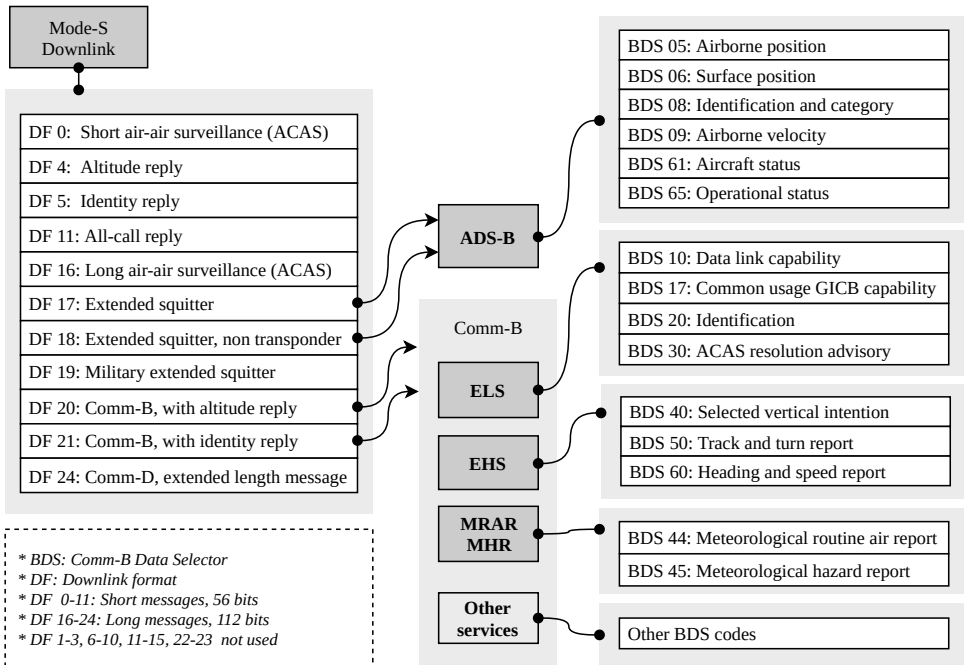 Mode-S
Downlink
DF 0: Short air-air surveillance (ACAS)
DF 4: Altitude reply
DF 5: Identity reply
DF 11: All-call reply
DF 16: Long air-air surveillance (ACAS)
DF 17: Extended squitter
DF 18: Extended squitter, non transponder
DF 19: Military extended squitter
DF 20: Comm-B, with altitude reply
DF 21: Comm-B, with identity reply
DF 24: Comm-D, extended length message
* BDS: Comm-B Data Selector
* DF: Downlink format
* DF 0-11: Short messages, 56 bits
* DF 16-24: Long messages, 112 bits
* DF 1-3, 6-10, 11-15, 22-23 not used
ADS-B
Comm-B
ELS
EHS
MRAR
MHR
Other
services
BDS 05: Airborne position
BDS 06: Surface position
BDS 08: Identification and category
BDS 09: Airborne velocity
BDS 61: Aircraft status
BDS 65: Operational status
BDS 10: Data link capability
BDS 17: Common usage GICB capability
BDS 20: Identification
BDS 30: ACAS resolution advisory
BDS 40: Selected vertical intention
BDS 50: Track and turn report
BDS 60: Heading and speed report
BDS 44: Meteorological routine air report
BDS 45: Meteorological hazard report
Other BDS codes